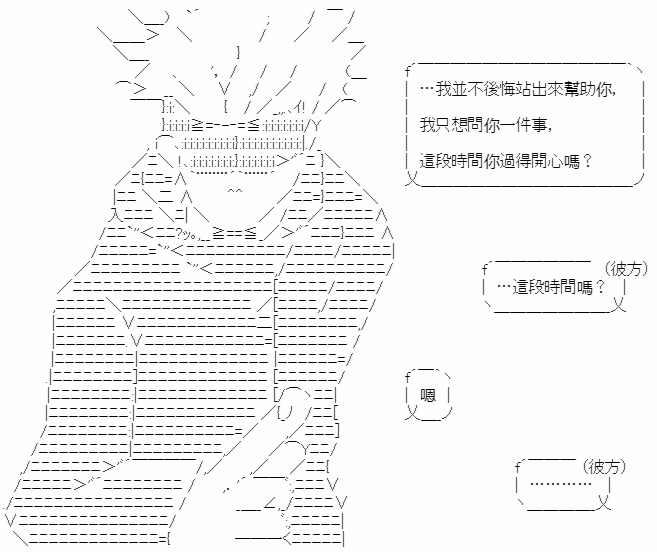 …我並不後悔站出來幫助你,
我只想問你一件事,
這段時間你過得開心嗎？
(彼方)
…這段時間嗎？
嗯
(彼方)
…………